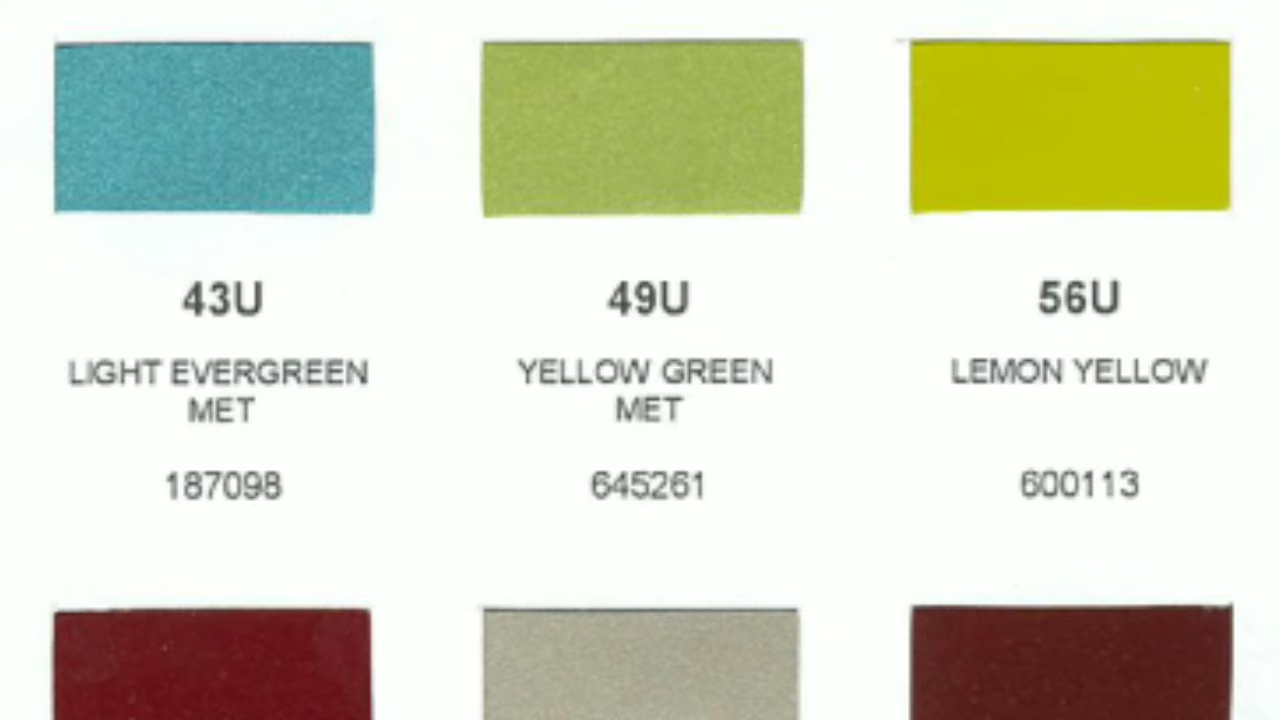 43U
49U
56U
LIGHT EVERGREEN
MET
YELLOW GREEN
MET
LEMON YELLOW
187098
645261
600113